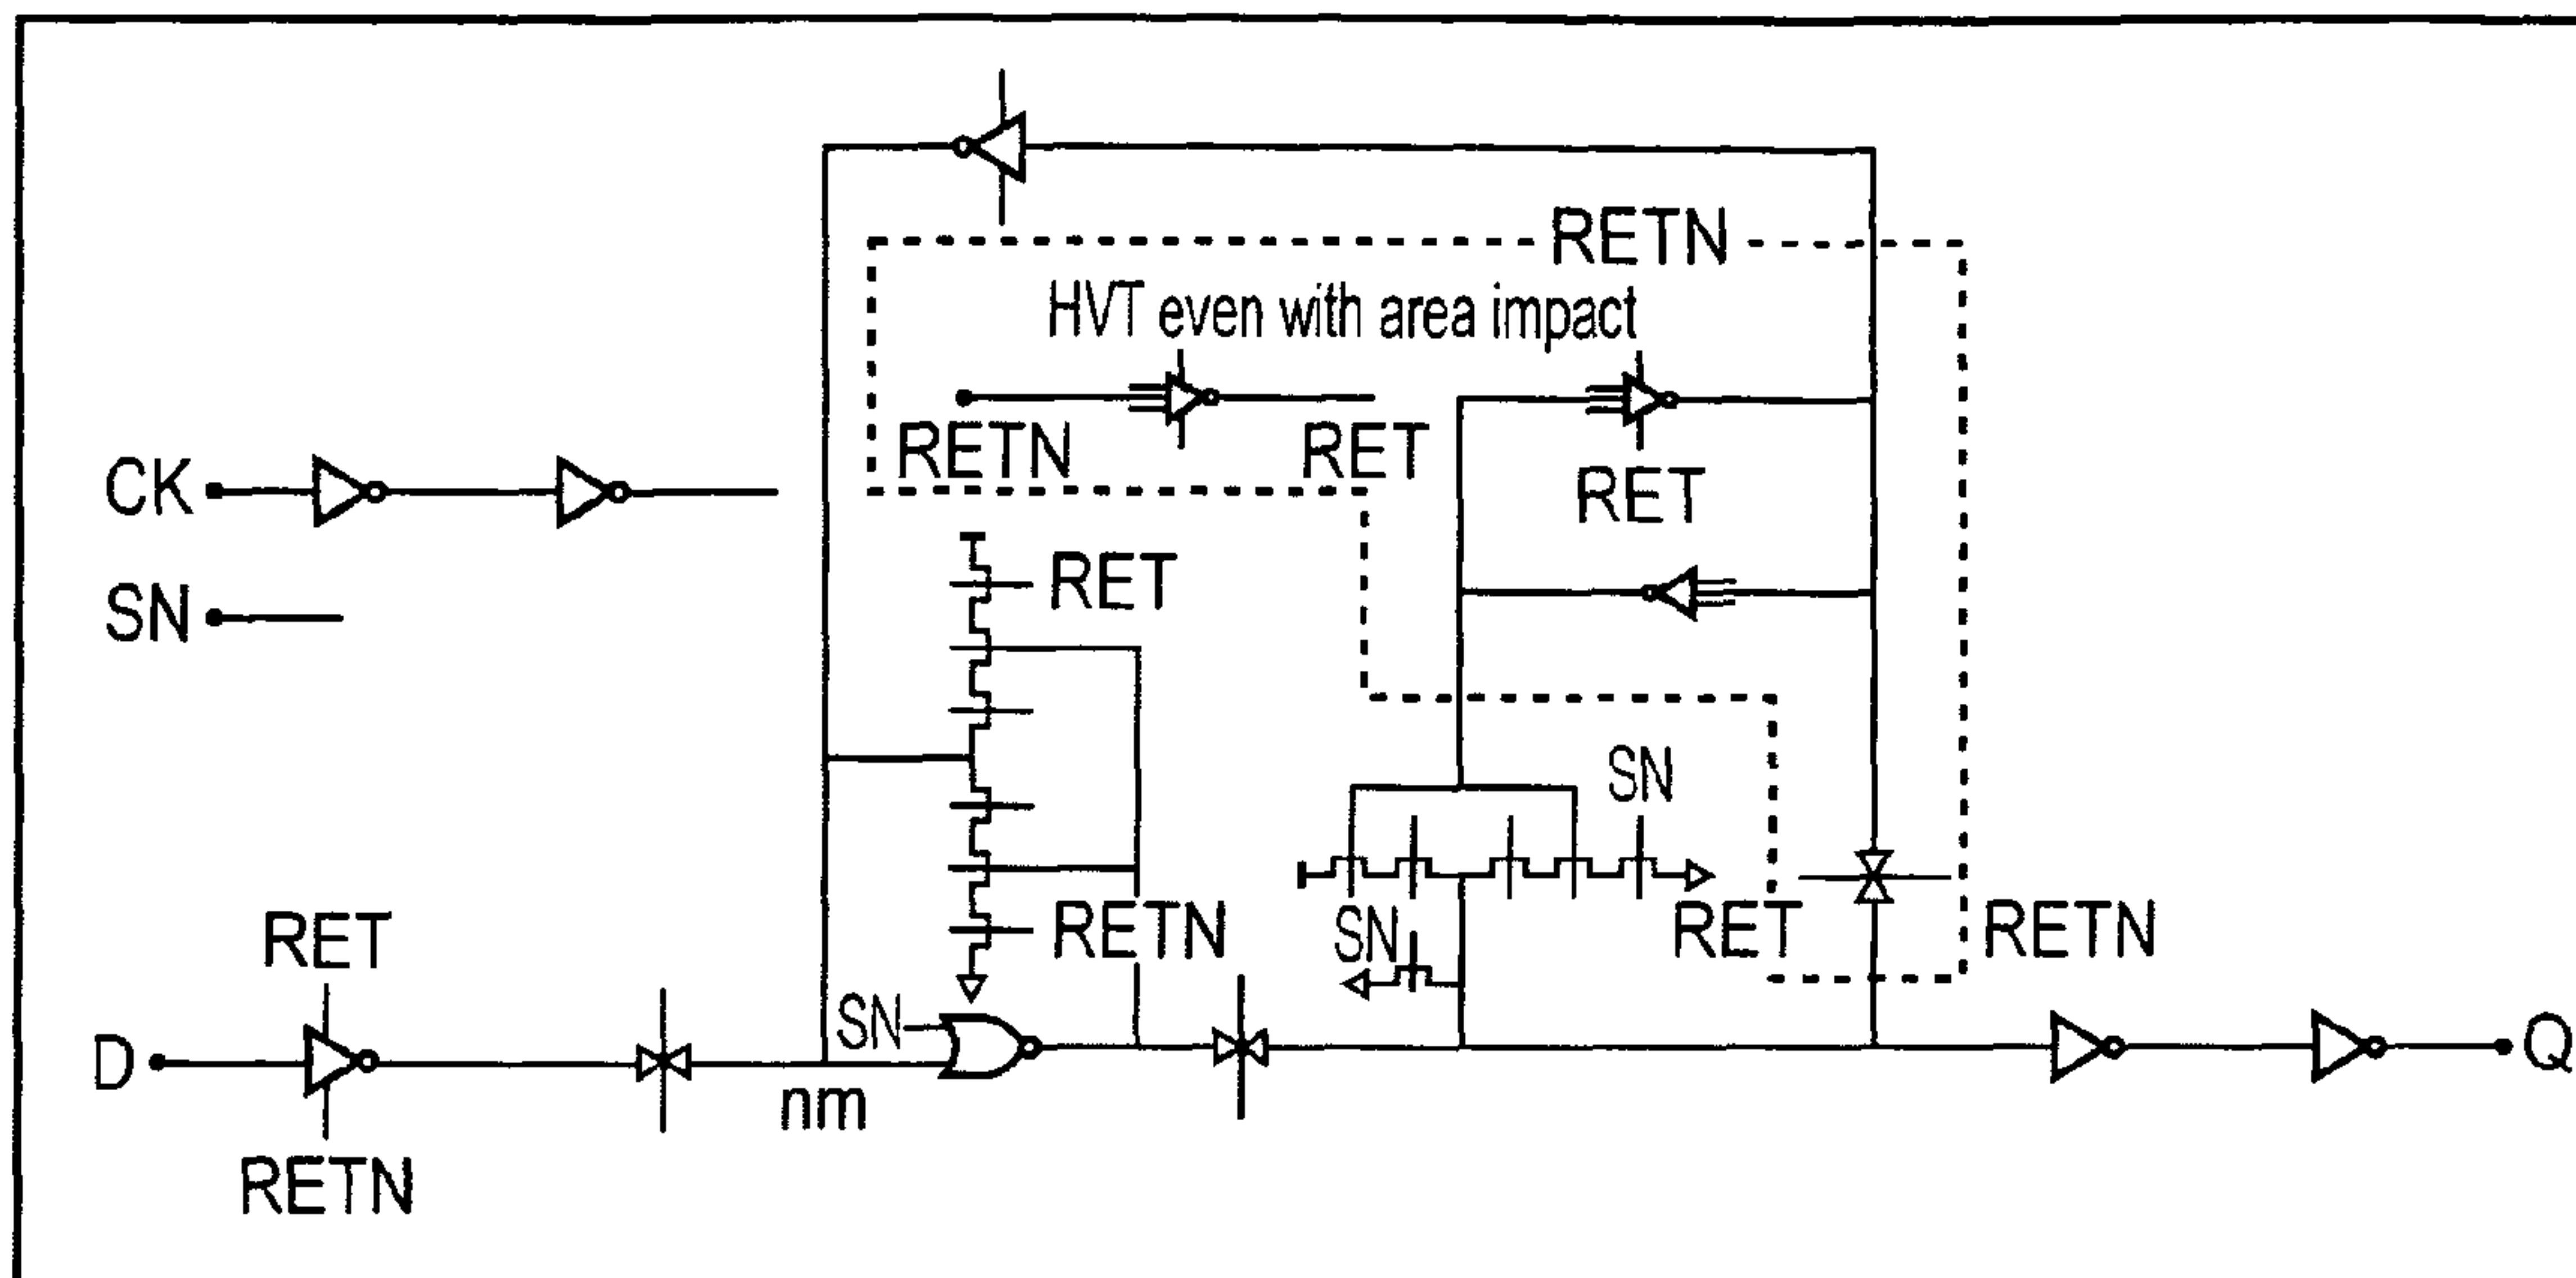 RETN
HVT even with area impact
RETN
RET
RET
CK
RET
SN
SN
SN
RET
RETN
RET
RETN
SN
D
nm
Q
RETN